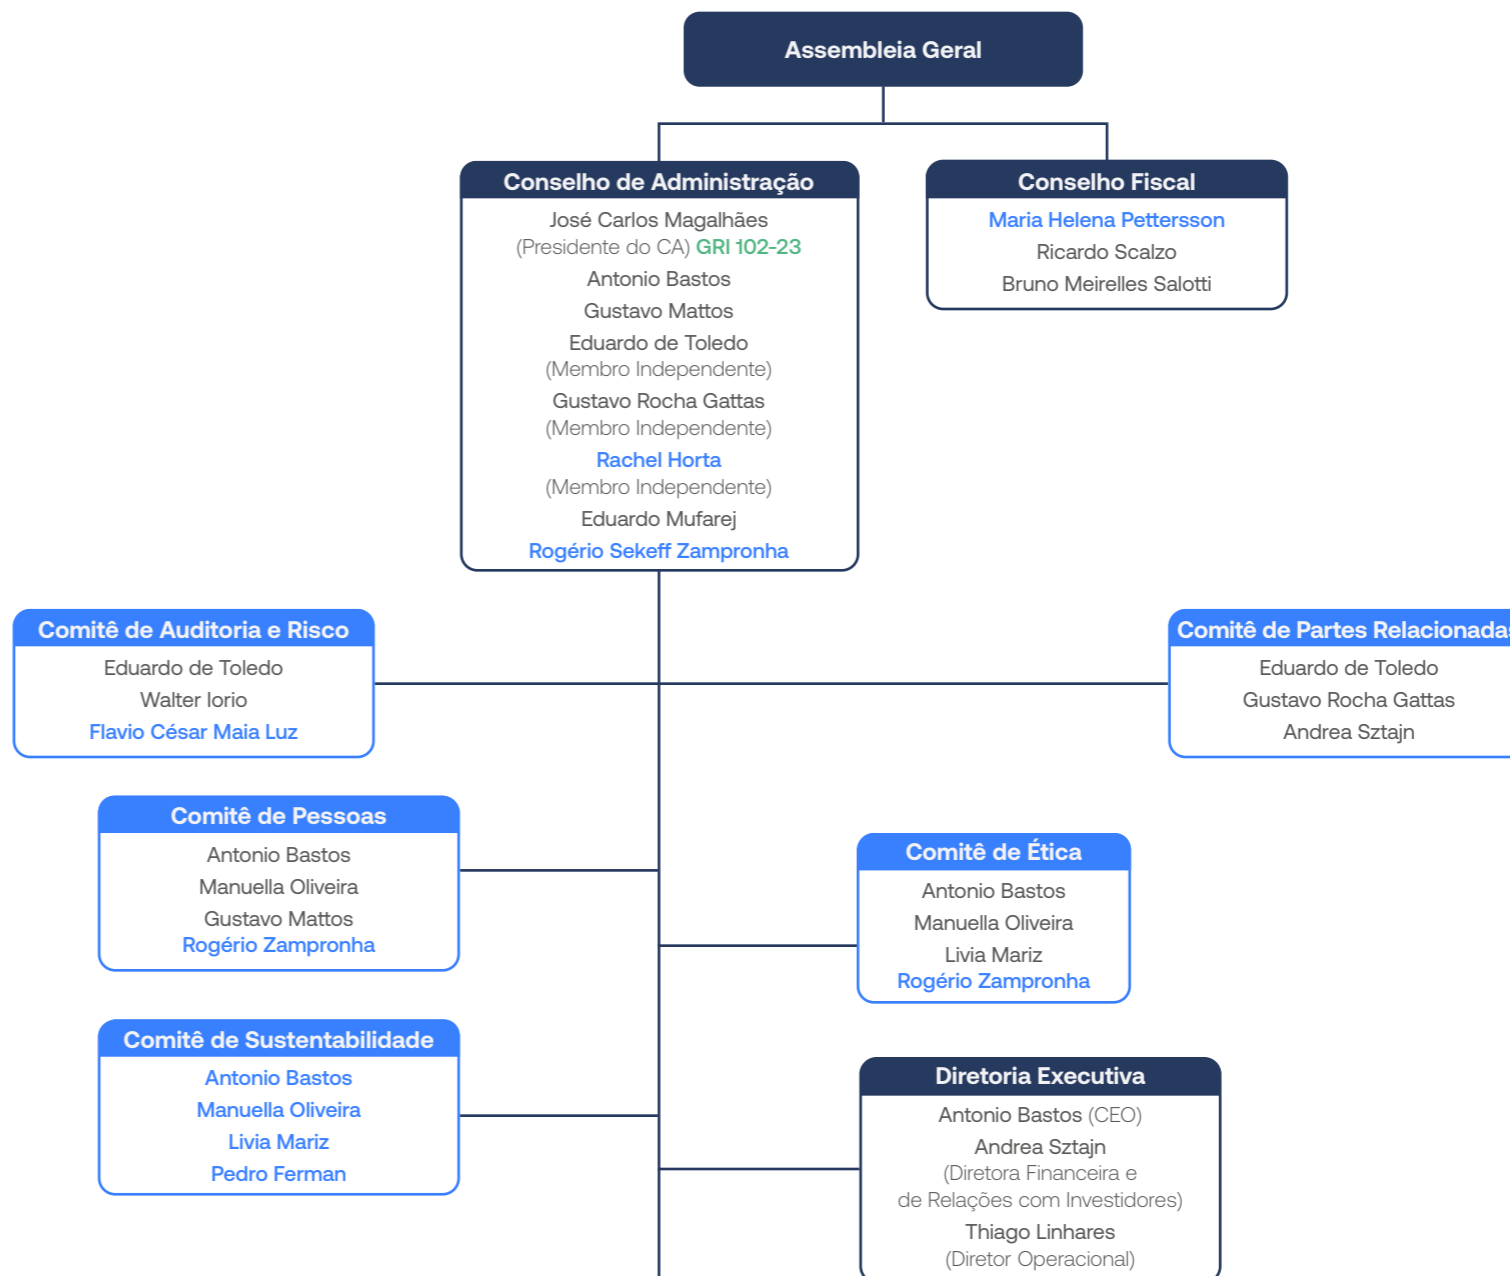 Assembleia Geral
Conselho de Administração
José Carlos Magalhães
(Presidente do CA) GRI 102-23
Antonio Bastos
Gustavo Mattos
Eduardo de Toledo
(Membro Independente)
Gustavo Rocha Gattas
(Membro Independente)
Rachel Horta
(Membro Independente)
Eduardo Mufarej
Rogério Sekeff Zampronha
Conselho Fiscal
Maria Helena Pettersson
Ricardo Scalzo
Bruno Meirelles Salotti
Comitê de Auditoria e Risco
Eduardo de Toledo
Walter Iorio
Flavio César Maia Luz
Comitê de Partes Relacionadas
Eduardo de Toledo
Gustavo Rocha Gattas
Andrea Sztajn
Comitê de Pessoas
Antonio Bastos
Manuella Oliveira
Gustavo Mattos
Rogério Zampronha
Comitê de Ética
Antonio Bastos
Manuella Oliveira
Livia Mariz
Rogério Zampronha
Comitê de Sustentabilidade
Antonio Bastos
Manuella Oliveira
Livia Mariz
Pedro Ferman
Diretoria Executiva
Antonio Bastos (CEO)
Andrea Sztajn
(Diretora Financeira e
de Relações com Investidores)
Thiago Linhares
(Diretor Operacional)